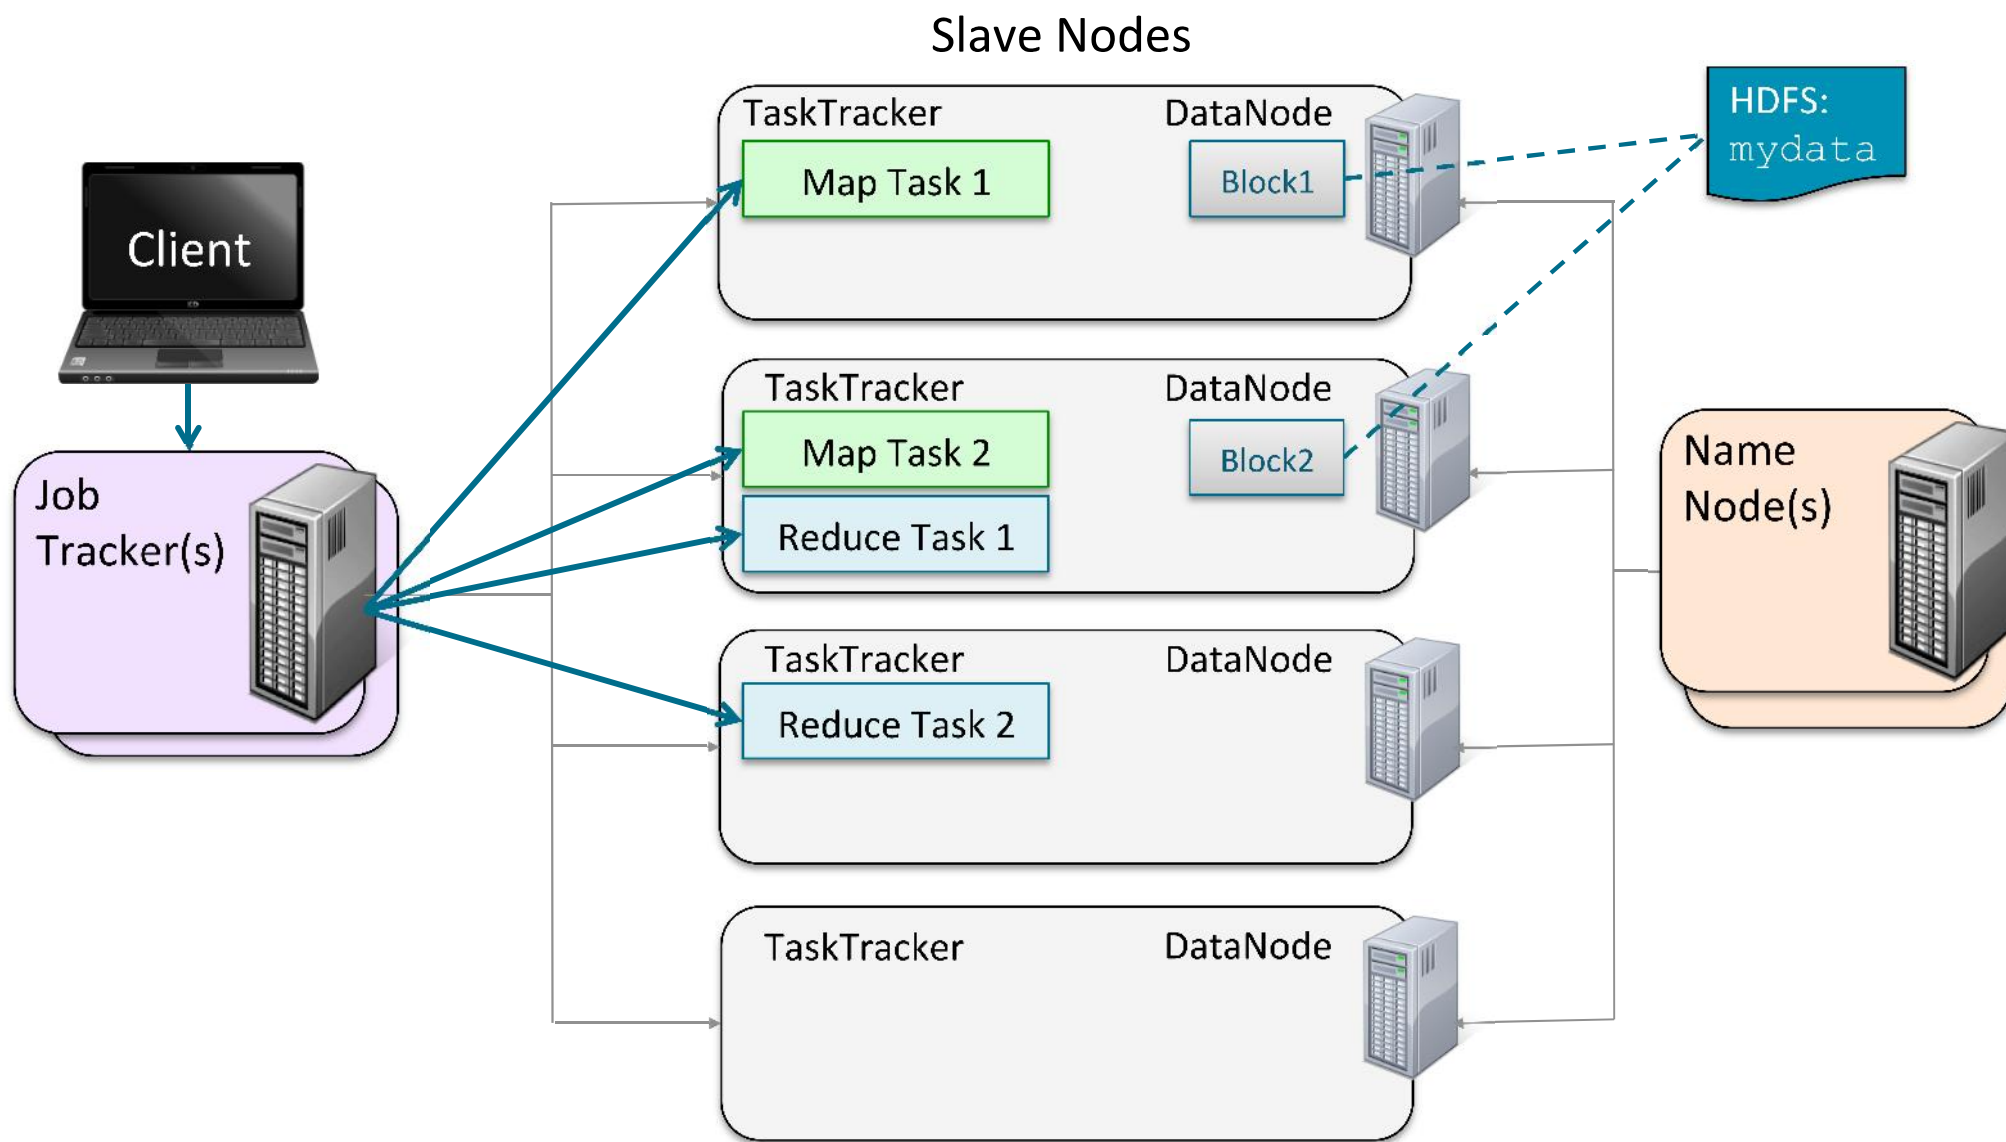 Slave Nodes
TaskTracker
DataNode
Map Task 1
Block1
HDFS:
mydata
Client
TaskTracker
DataNode
Map Task 2
Block2
Reduce Task 1
Job
Tracker(s)
Name
Node(s)
TaskTracker
DataNode
Reduce Task 2
TaskTracker
DataNode